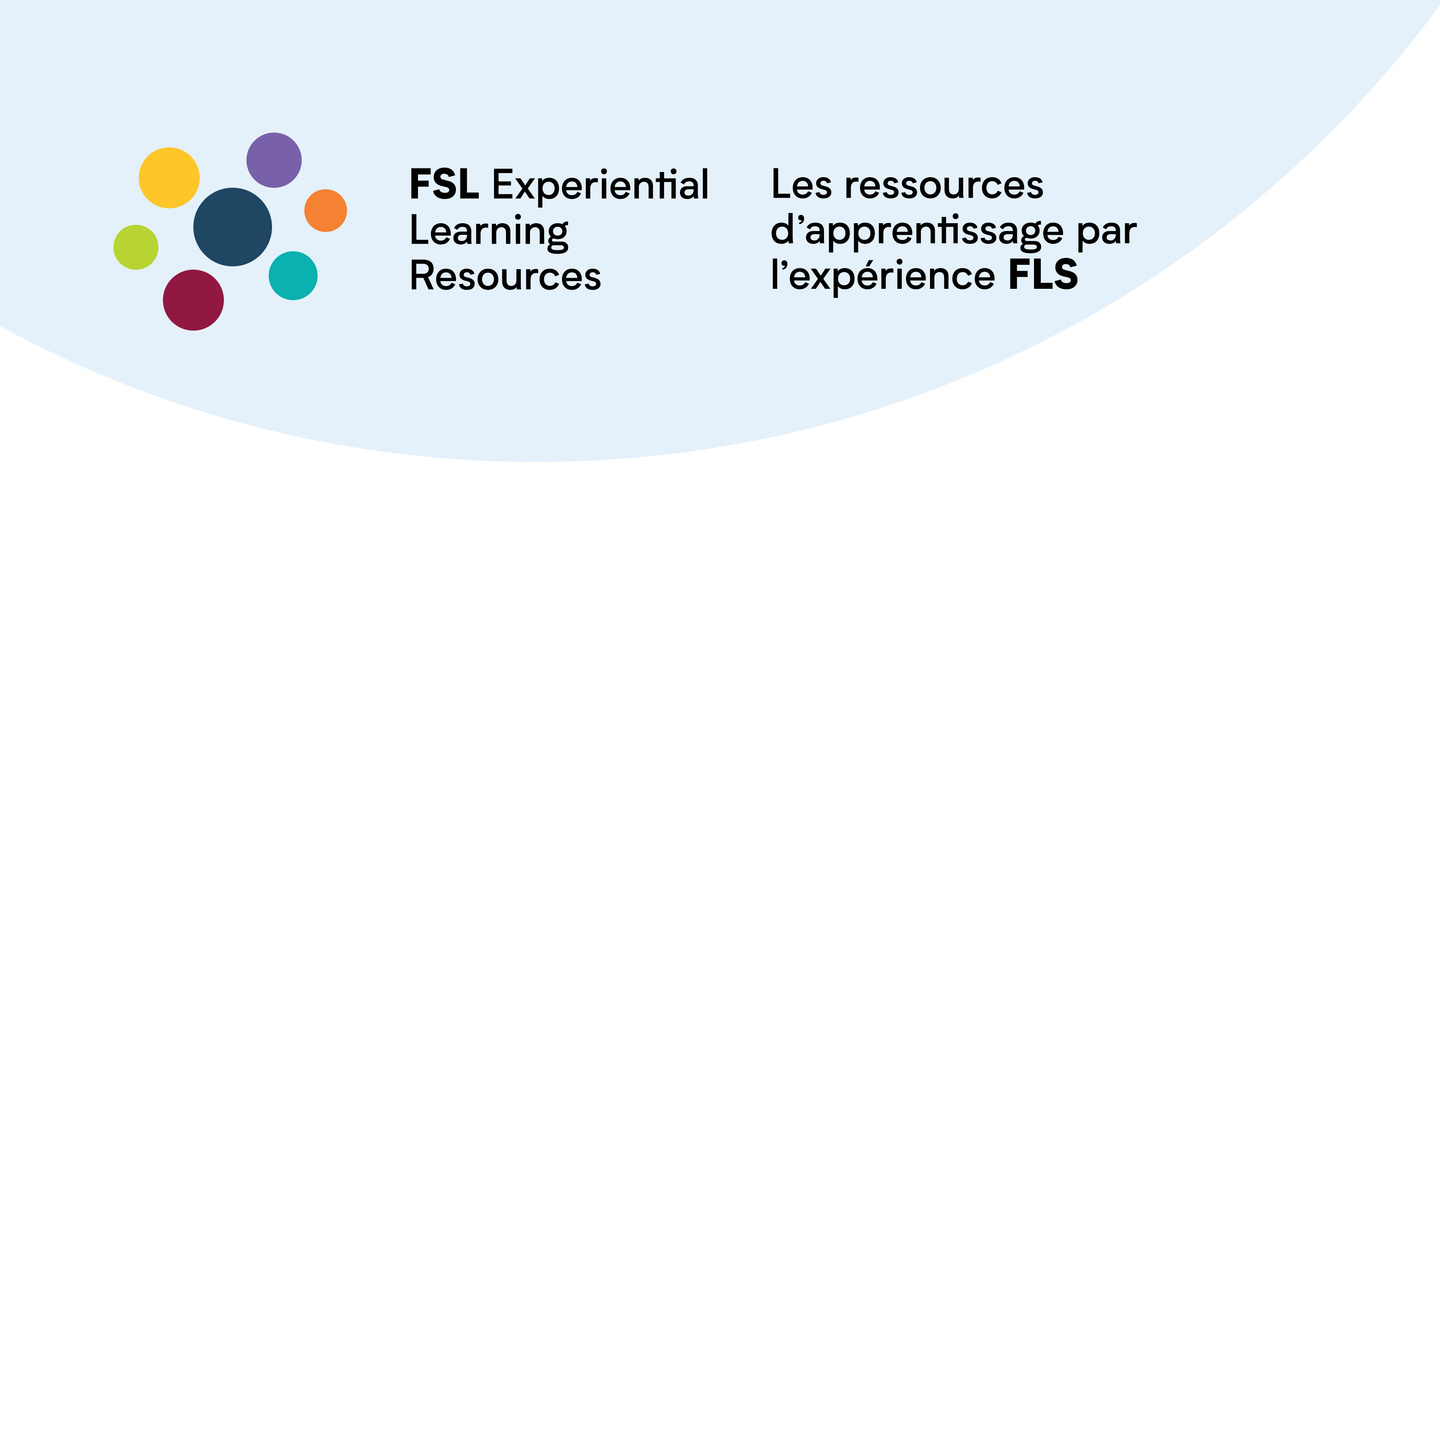 FSL Experiential
Learning
Resources
Les ressources
d’apprentissage par
l’expérience FLS